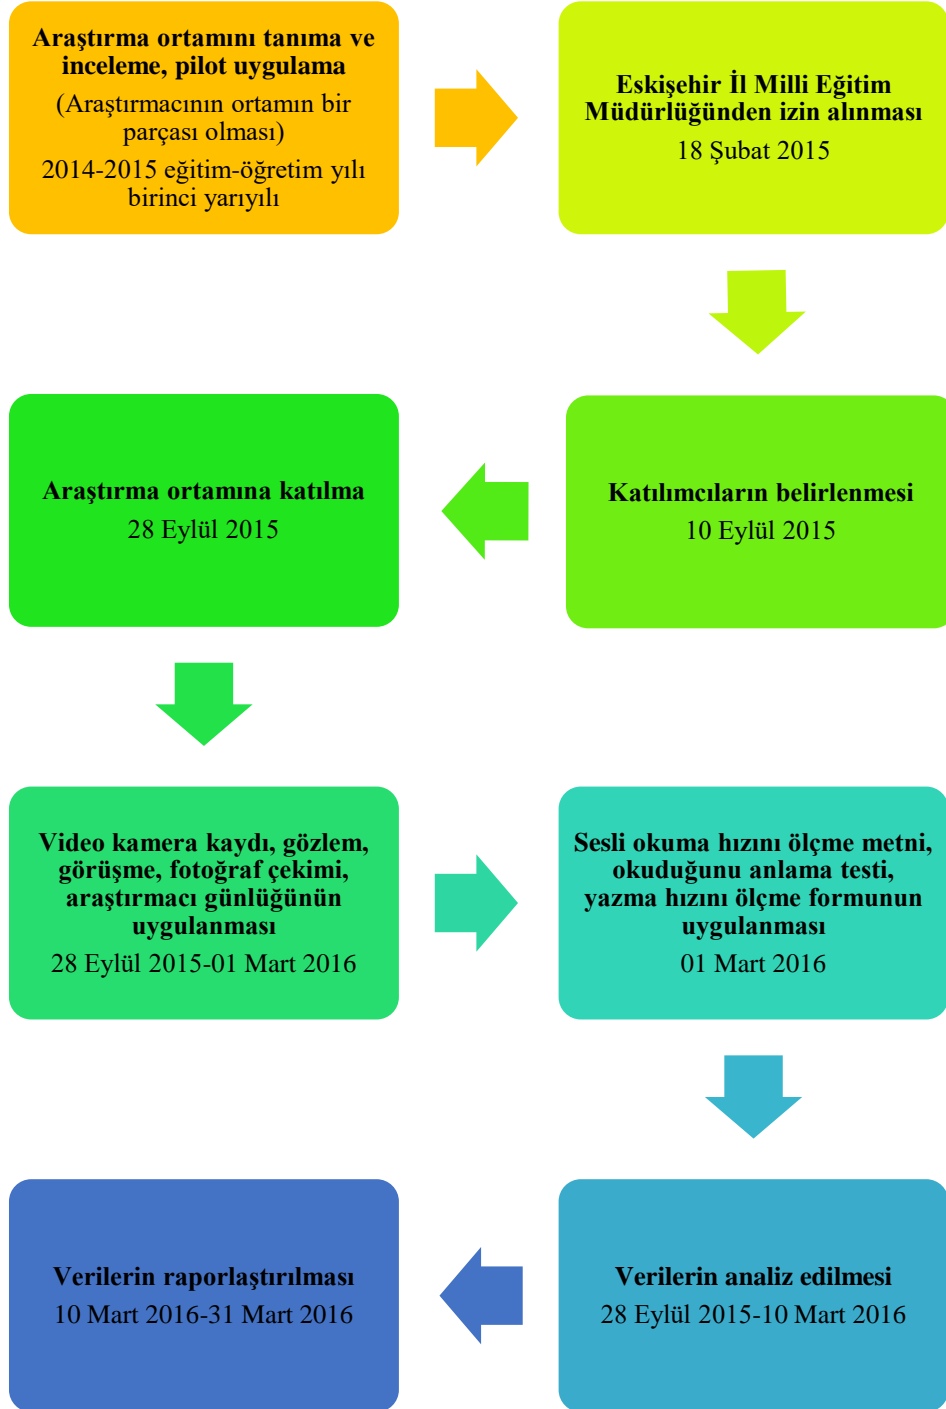 Araştırma ortamını tanıma ve
inceleme, pilot uygulama
(Araştırmacının ortamın bir
parçası olması)
2014-2015 eğitim-öğretim yılı
birinci yarıyılı
Eskişehir İl Milli Eğitim
Müdürlüğünden izin alınması
18 Şubat 2015
Katılımcıların belirlenmesi
10 Eylül 2015
Araştırma ortamına katılma
28 Eylül 2015
Video kamera kaydı, gözlem,
görüşme, fotoğraf çekimi,
araştırmacı günlüğünün
uygulanması
28 Eylül 2015-01 Mart 2016
Sesli okuma hızını ölçme metni,
okuduğunu anlama testi,
yazma hızını ölçme formunun
uygulanması
01 Mart 2016
Verilerin analiz edilmesi
28 Eylül 2015-10 Mart 2016
Verilerin raporlaştırılması
10 Mart 2016-31 Mart 2016